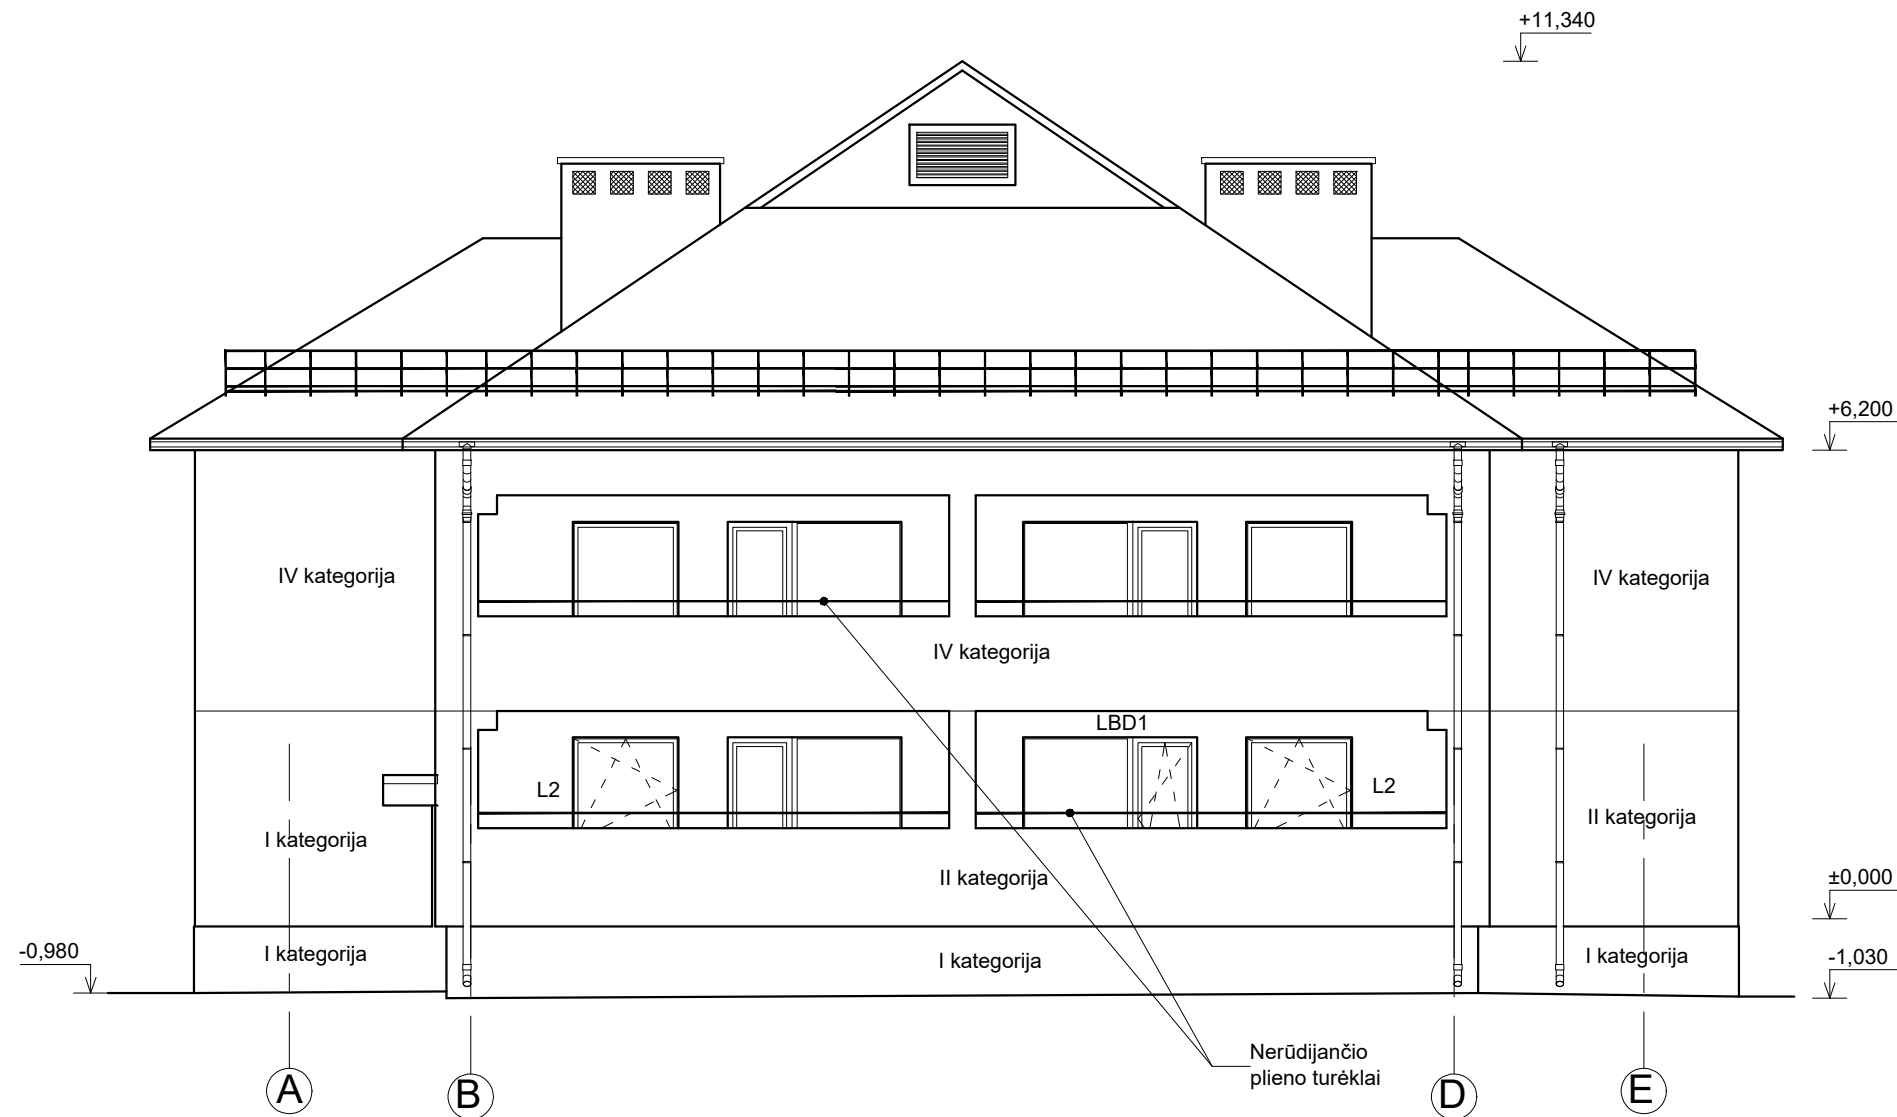 +11,340
+6,200
IV kategorija
IV kategorija
IV kategorija
LBD1
L2
L2
I kategorija
II kategorija
II kategorija
±0,000
-0,980
I kategorija
I kategorija
I kategorija
-1,030
Nerūdijančio
plieno turėklai
A
B
D
E